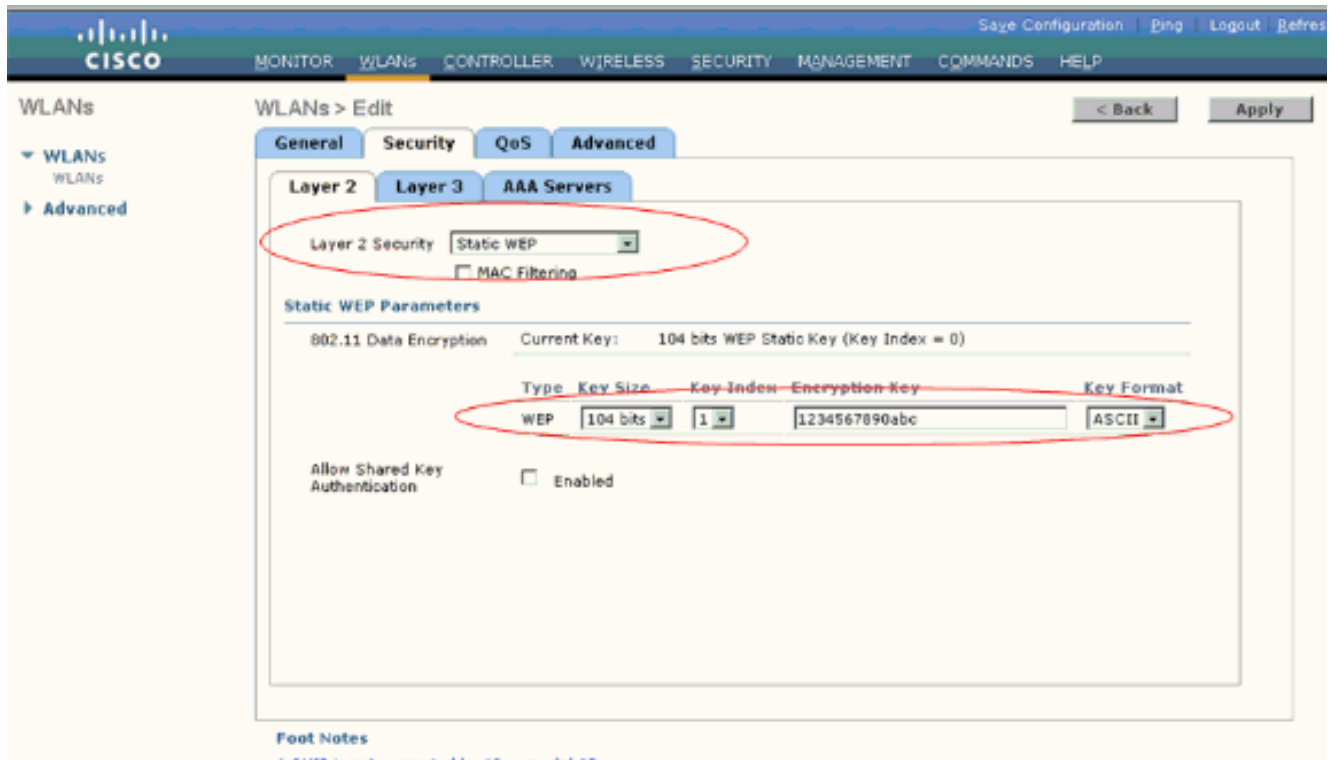 Save Configuration Ping Logout Refres
CISCO MONITOR WLANs CONTROLLER WIRELESS SECURITY MANAGEMENT COMMANDS HELP
WLANs
WLANs
WLANs
Advanced
WLANs > Edit
< Back Apply
General Security QoS Advanced
Layer 2 Layer 3 AAA Servers
Layer 2 Security Static WEP
MAC Filtering
Static WEP Parameters
802.11 Data Encryption Current Key: 104 bits WEP Static Key (Key Index = 0)
Type Key Size Key Index Encryption Key Key Format
WEP 104 bits 1 1234567890abc ASCII
Allow Shared Key
Authentication
Enabled
Foot Notes